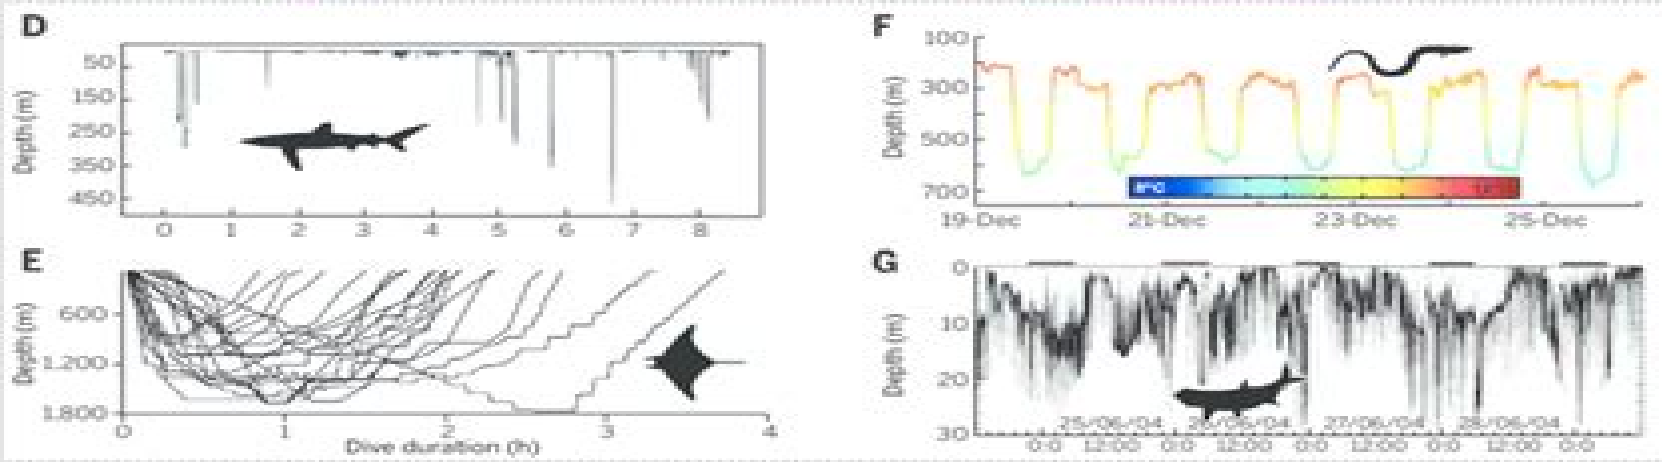 D
50
150
250
350
450
Depth (m)
0 1 2 3 4 5 6 7 8
E
600
1.200
1.800
Depth (m)
0 1 2 3 4
Dive duration (h)
F
100
300
500
700
Depth (m)
8°C
19-Dec 21-Dec 23-Dec 25-Dec
G
0
10
20
30
Depth (m)
25/06/04 26/06/04 27/06/04 28/06/04
0:0 12:00 0:0 12:00 0:0 12:00 0:0 12:00 0:0